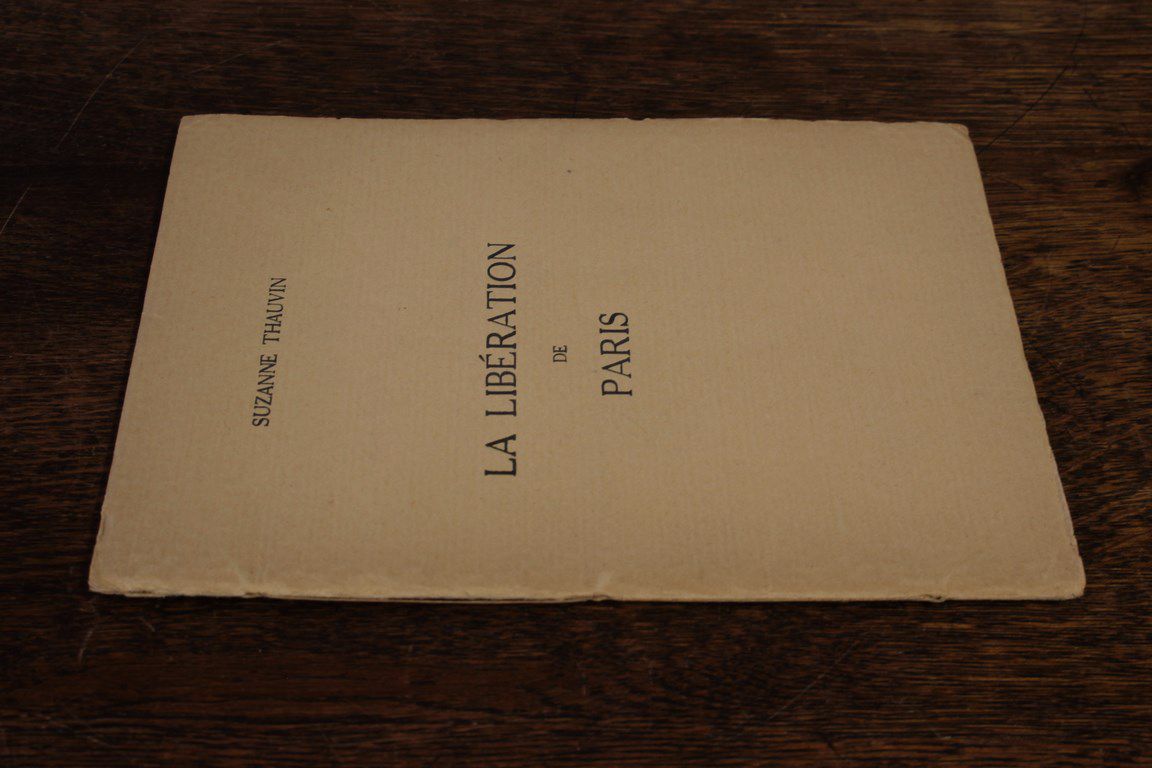 SUZANNE THAUVIN
LA LIBÉRATION
DE
PARIS